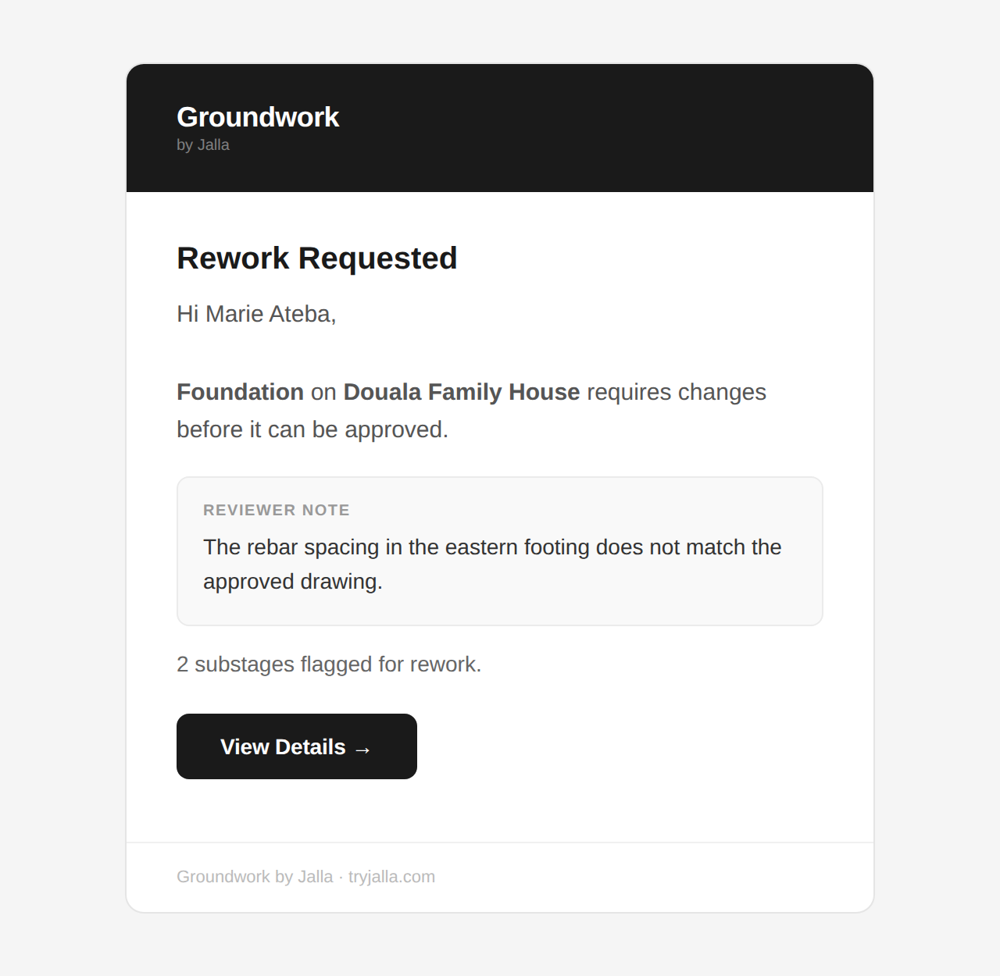 Groundwork
by Jalla
Rework Requested
Hi Marie Ateba,
Foundation on Douala Family House requires changes
before it can be approved.
REVIEWER NOTE
The rebar spacing in the eastern footing does not match the
approved drawing.
2 substages flagged for rework.
View Details →
Groundwork by Jalla · tryjalla.com